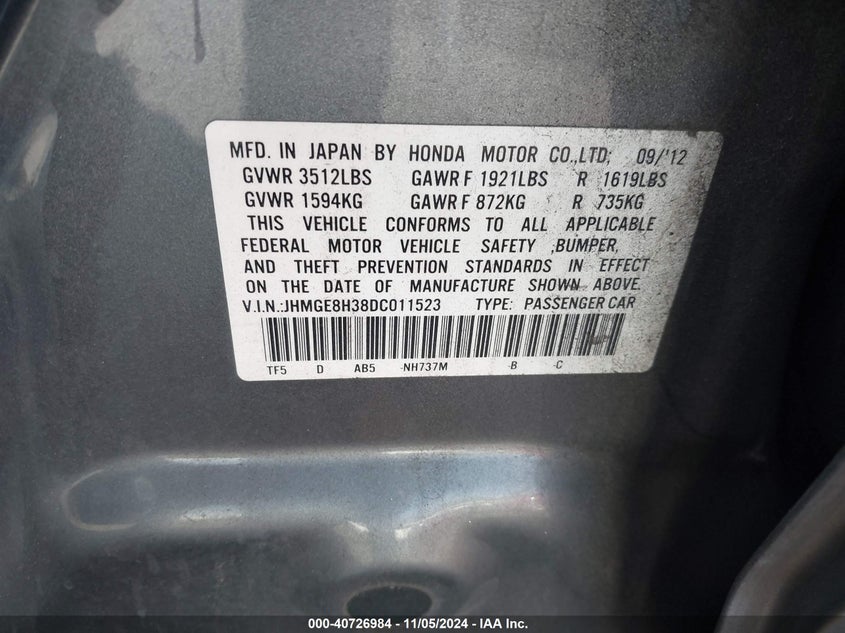 MFD. IN JAPAN BY HONDA MOTOR CO.,LTD; 09/'12
GVWR 3512LBS GAWR F 1921LBS R 1619LBS
GVWR 1594KG GAWR F 872KG R 735KG
THIS VEHICLE CONFORMS TO ALL APPLICABLE
FEDERAL MOTOR VEHICLE SAFETY ,BUMPER,
AND THEFT PREVENTION STANDARDS IN EFFECT
ON THE DATE OF MANUFACTURE SHOWN ABOVE.
V.I.N.:JHMGE8H38DC011523 TYPE: PASSENGER CAR
TF5 D AB5 -NH737M -B -C
000-40726984 - 11/05/2024 - IAA Inc.